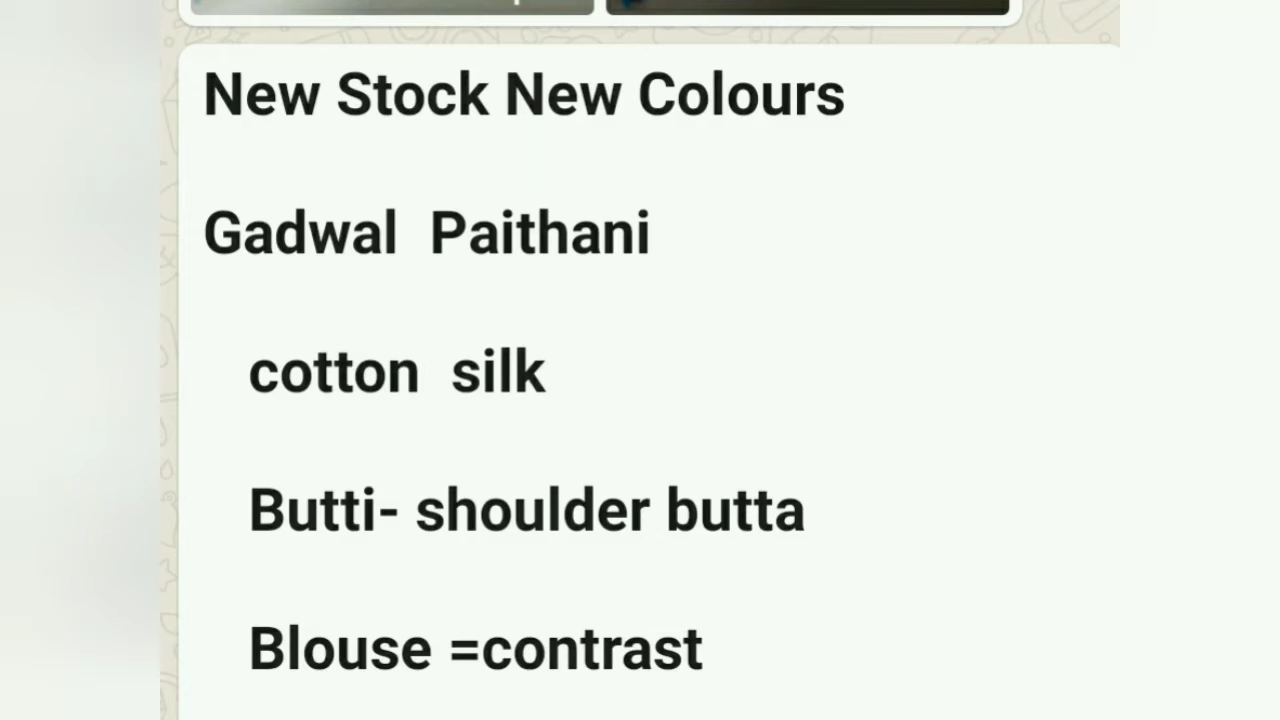 New Stock New Colours
Gadwal Paithani
cotton silk
Butti- shoulder butta
Blouse =contrast